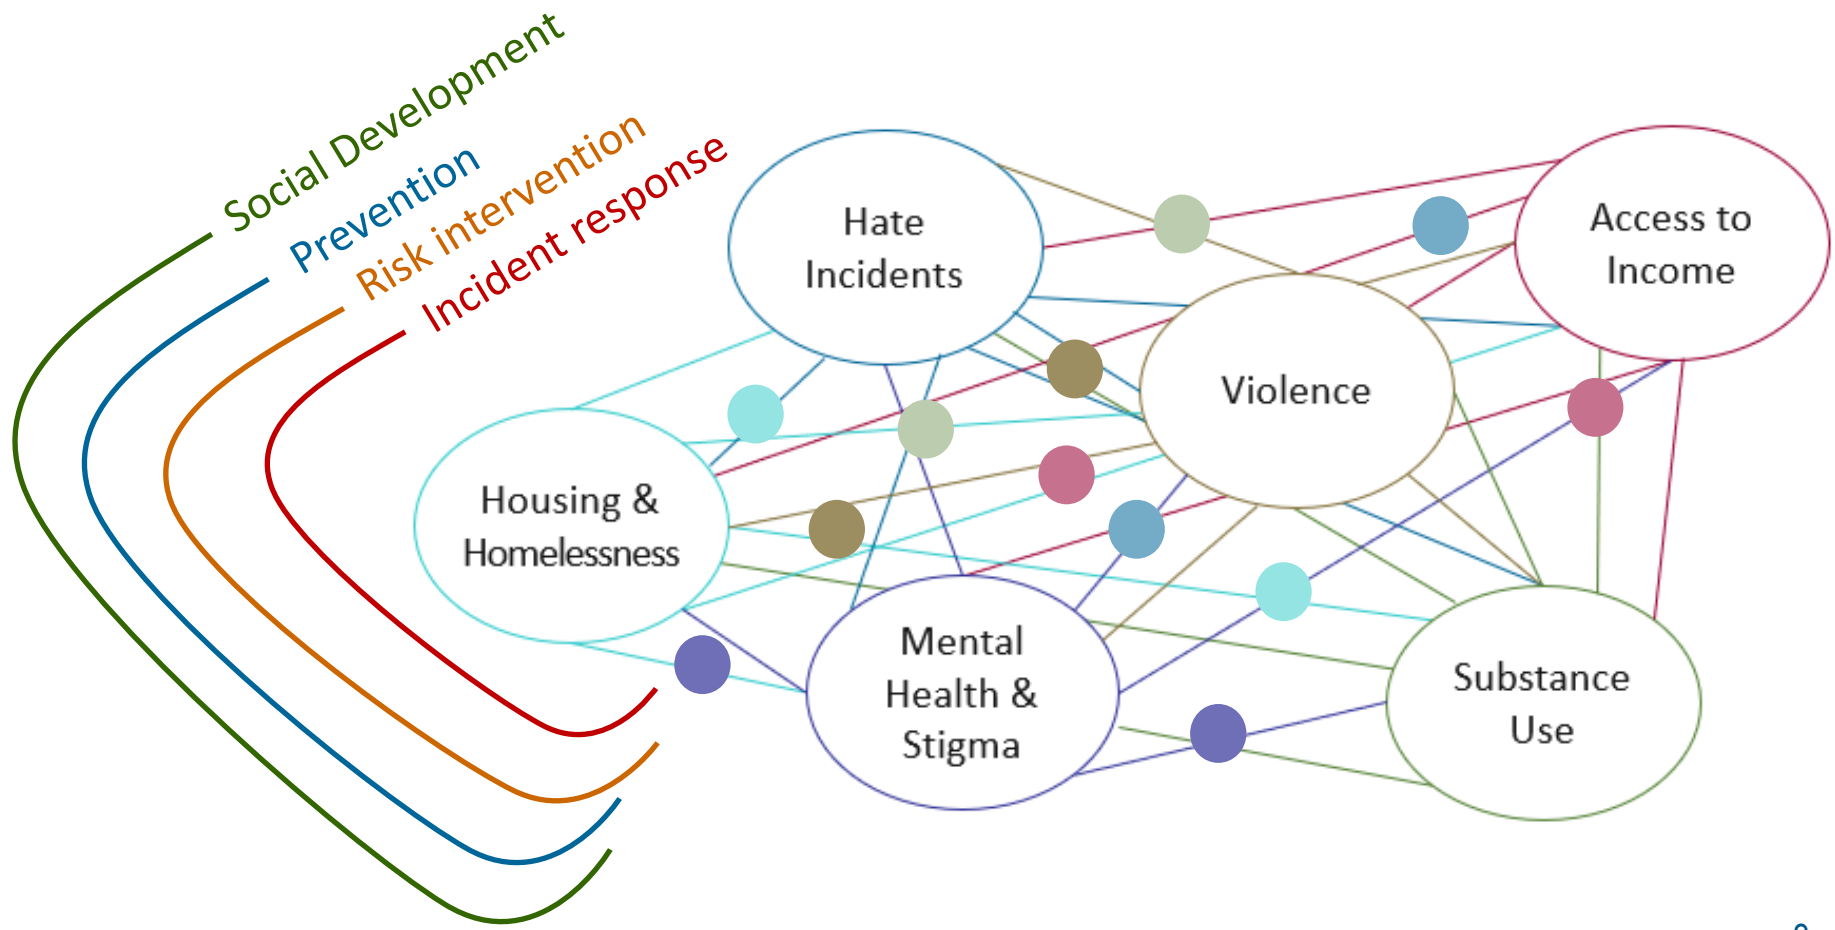 Social Development
Prevention
Risk intervention
Incident response
Hate
Incidents
Access to
Income
Violence
Housing &
Homelessness
Mental
Health &
Stigma
Substance
Use